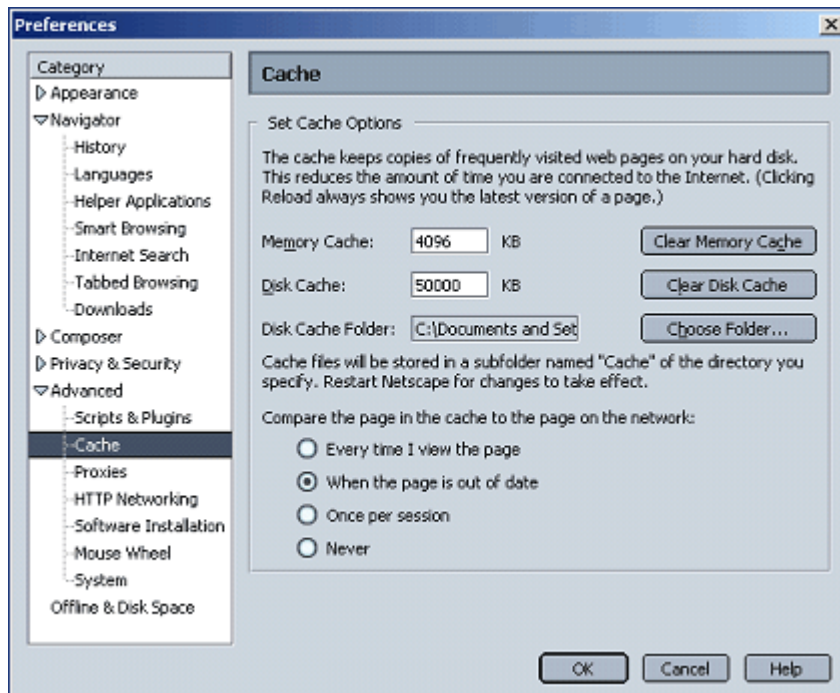 Preferences
Category
Appearance
Navigator
History
Languages
Helper Applications
Smart Browsing
Internet Search
Tabbed Browsing
Downloads
Composer
Privacy & Security
Advanced
Scripts & Plugins
Cache
Proxies
HTTP Networking
Software Installation
Mouse Wheel
System
Offline & Disk Space
Cache
Set Cache Options
The cache keeps copies of frequently visited web pages on your hard disk.
This reduces the amount of time you are connected to the Internet. (Clicking
Reload always shows you the latest version of a page.)
Memory Cache: 4096 KB Clear Memory Cache
Disk Cache: 50000 KB Clear Disk Cache
Disk Cache Folder: C:\Documents and Set Choose Folder...
Cache files will be stored in a subfolder named "Cache" of the directory you
specify. Restart Netscape for changes to take effect.
Compare the page in the cache to the page on the network:
Every time I view the page
When the page is out of date
Once per session
Never
OK Cancel Help